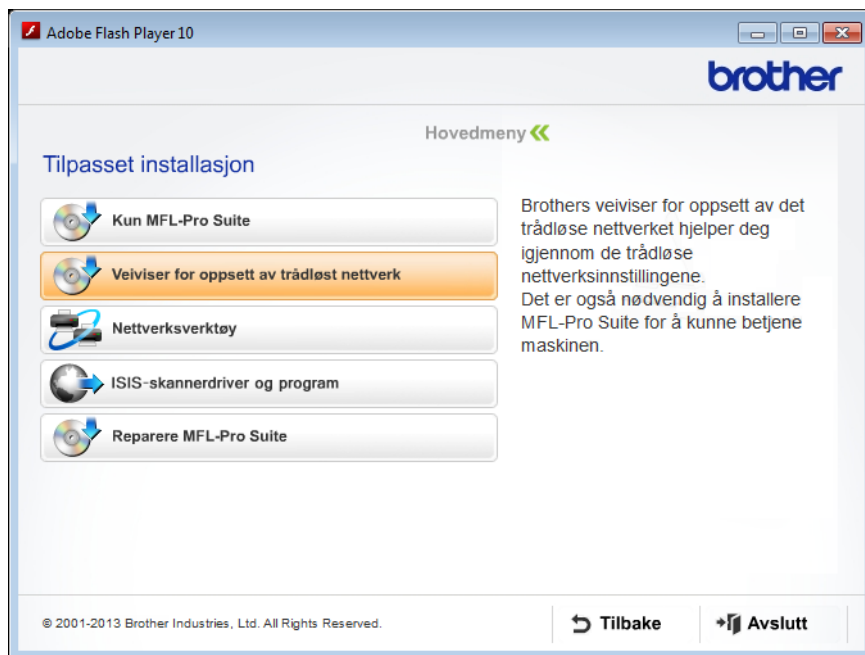 Adobe Flash Player 10
brother
Hovedmeny
Tilpasset installasjon
Kun MFL-Pro Suite
Veiviser for oppsett av trådløst nettverk
Nettverksverktøy
ISIS-skannerdriver og program
Reparere MFL-Pro Suite
Brothers veiviser for oppsett av det
trådløse nettverket hjelper deg
igjennom de trådløse
nettverksinnstillingene.
Det er også nødvendig å installere
MFL-Pro Suite for å kunne betjene
maskinen.
© 2001-2013 Brother Industries, Ltd. All Rights Reserved.
Tilbake
Avslutt